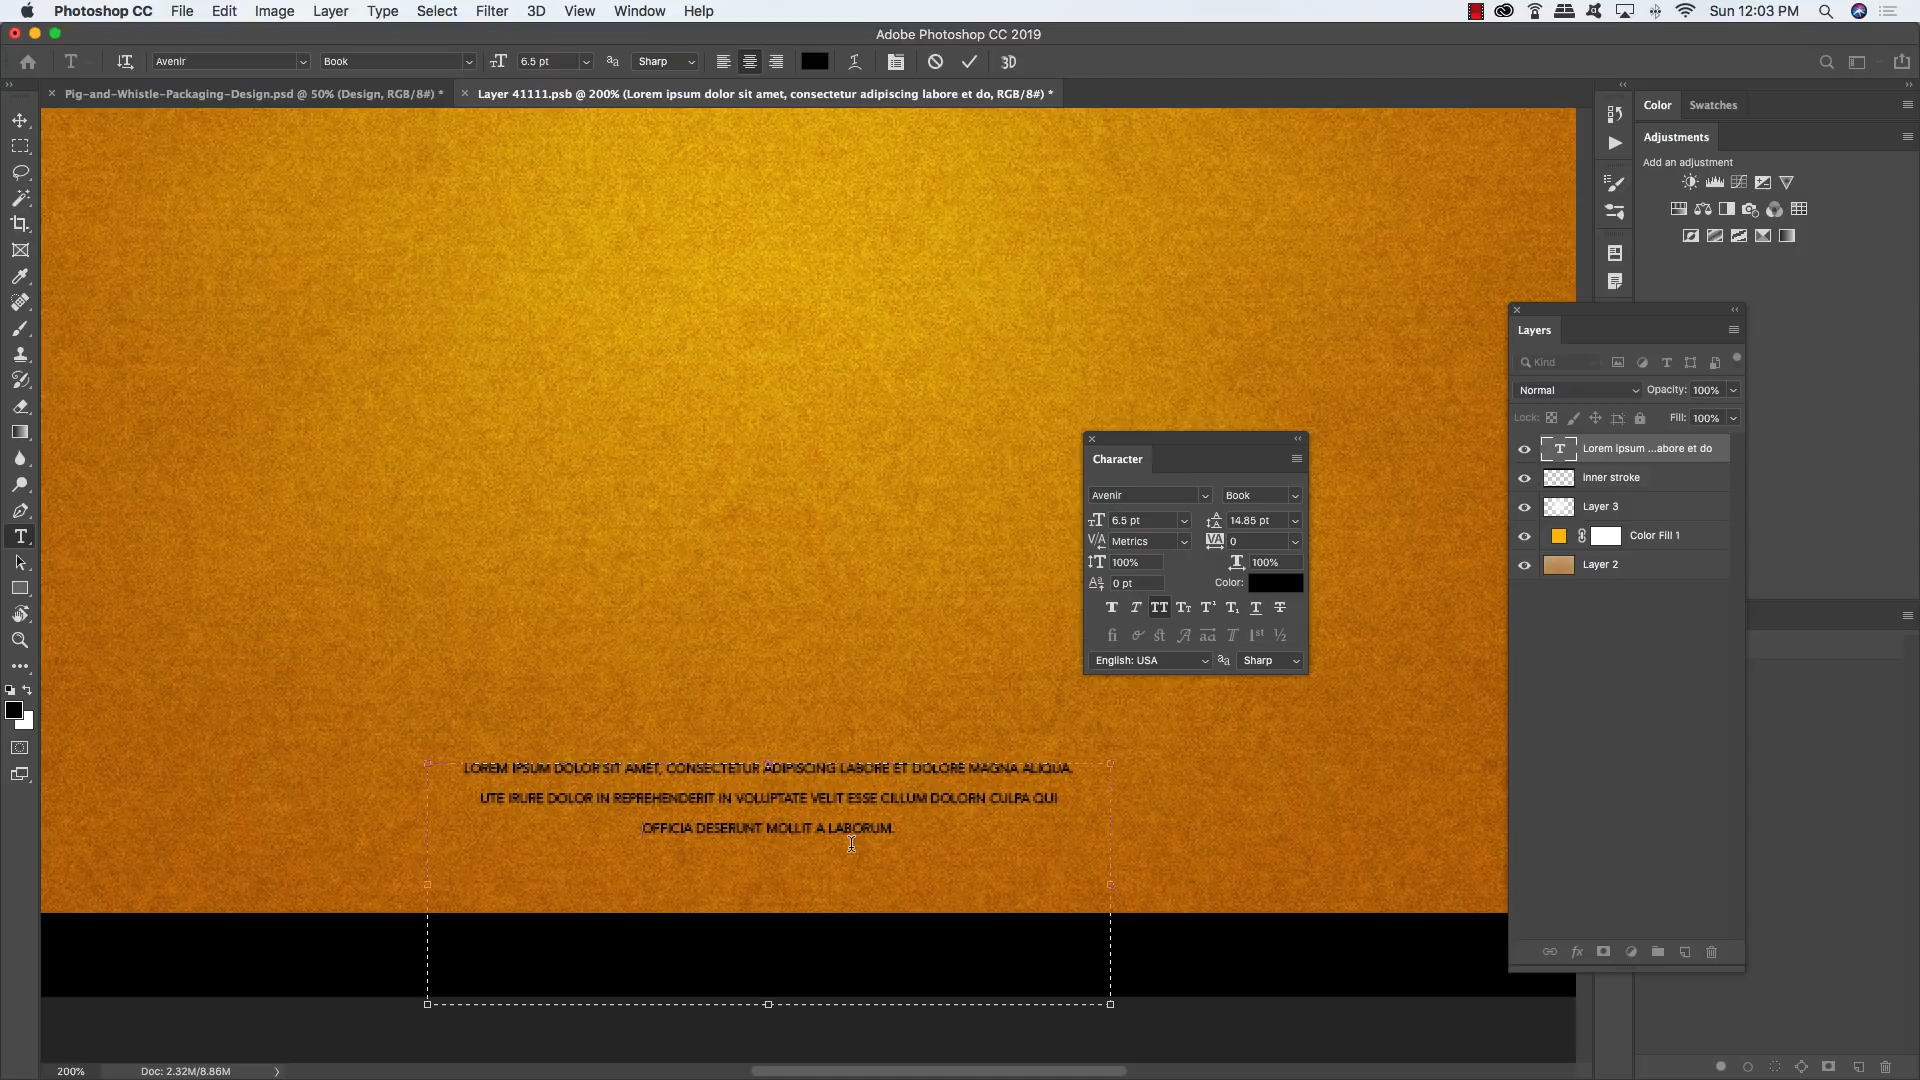 Photoshop CC File Edit Image Layer Type Select Filter 3D View Window Help Sun 12:03 PM
Adobe Photoshop CC 2019
T Avenir Book 6.5 pt aa Sharp 3D
Pig-and-Whistle-Packaging-Design.psd @ 50% (Design, RGB/8#) * Layer 41111.psb @ 200% (Lorem ipsum dolor sit amet, consectetur adipiscing labore et do, RGB/8#) *
Color Swatches
Adjustments
Add an adjustment
Layers
Kind
Normal Opacity: 100%
Lock: Fill: 100%
T Lorem ipsum ...abore et do
inner stroke
Layer 3
Color Fill 1
Layer 2
Character
Avenir Book
6.5 pt 14.85 pt
Metrics 0
100% 100%
0 pt Color:
English: USA aa Sharp
LOREM IPSUM DOLOR SIT AMET, CONSECTETUR ADIPISCING LABORE ET DOLORE MAGNA ALIQUA.
UTE IRURE DOLOR IN REPREHENDERIT IN VOLUPTATE VELIT ESSE CILLUM DOLORN CULPA QUI
OFFICIA DESERUNT MOLLIT A LABORUM.
200% Doc: 2.32M/8.86M